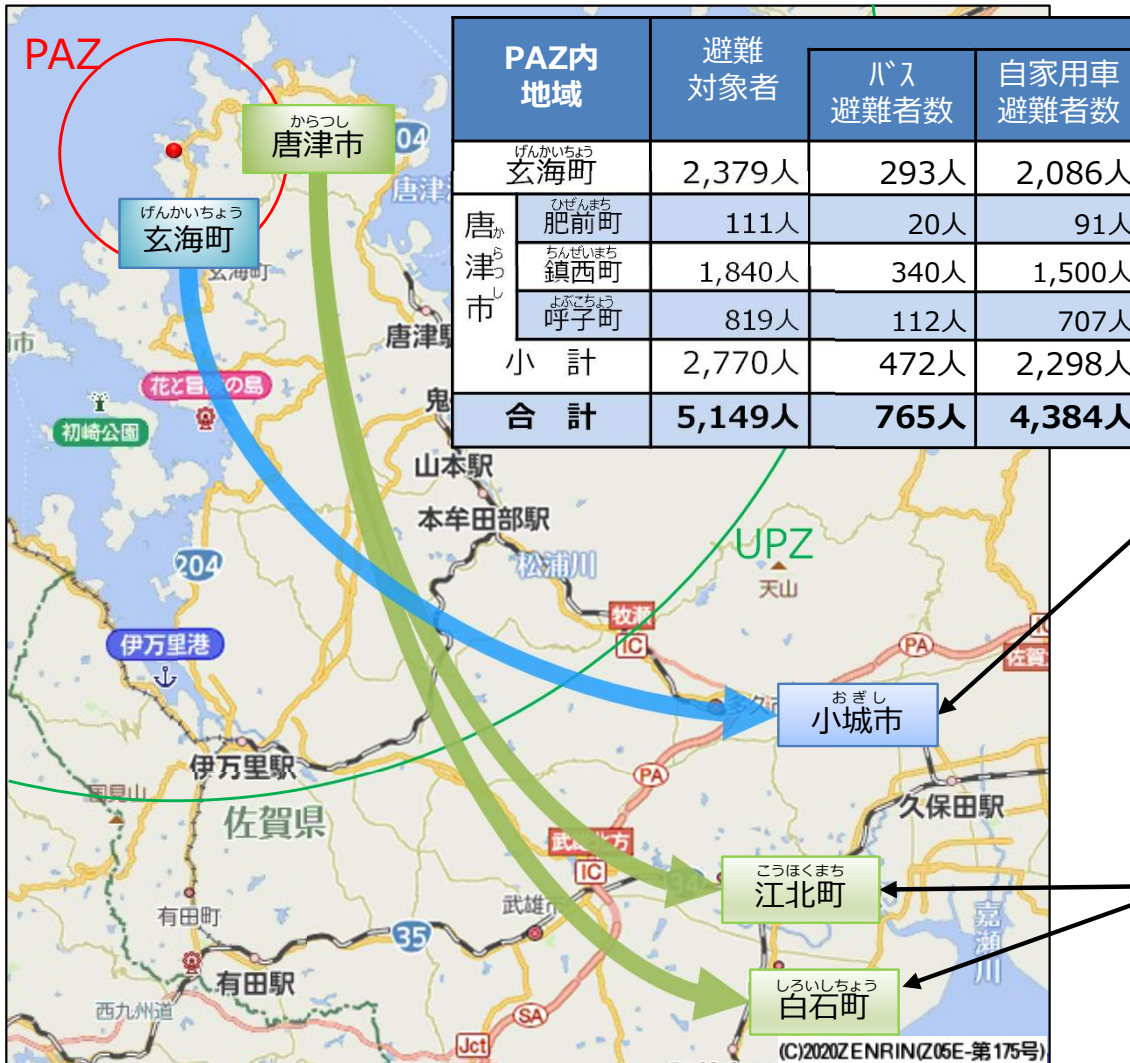 PAZ
からつし
唐津市
げんかいちょう
玄海町
PAZ内
地域
避難
対象者
バス
避難者数
自家用車
避難者数
げんかいちょう
玄海町 2,379人 293人 2,086人
唐津市
からつし
ひぜんまち
肥前町 111人 20人 91人
ちんぜいまち
鎮西町 1,840人 340人 1,500人
よぶこちょう
呼子町 819人 112人 707人
小 計 2,770人 472人 2,298人
合 計 5,149人 765人 4,384人
04
唐津
玄海町
市
唐津駅
花と冒険の島
初崎公園
鬼
山本駅
本牟田部駅
UPZ
204
松浦川
天山
牧瀬
IC
PA
IC
佐賀
伊万里港
多久
おぎし
小城市
伊万里駅
PA
国見山
佐賀県
久保田駅
武雄北方
IC
34
こうほくまち
江北町
有田町
武雄市
35
嘉瀬川
有田駅
しろいしちょう
白石町
西九州道
SA
Jct
(C)2020ZENRIN(Z05E-第175号)